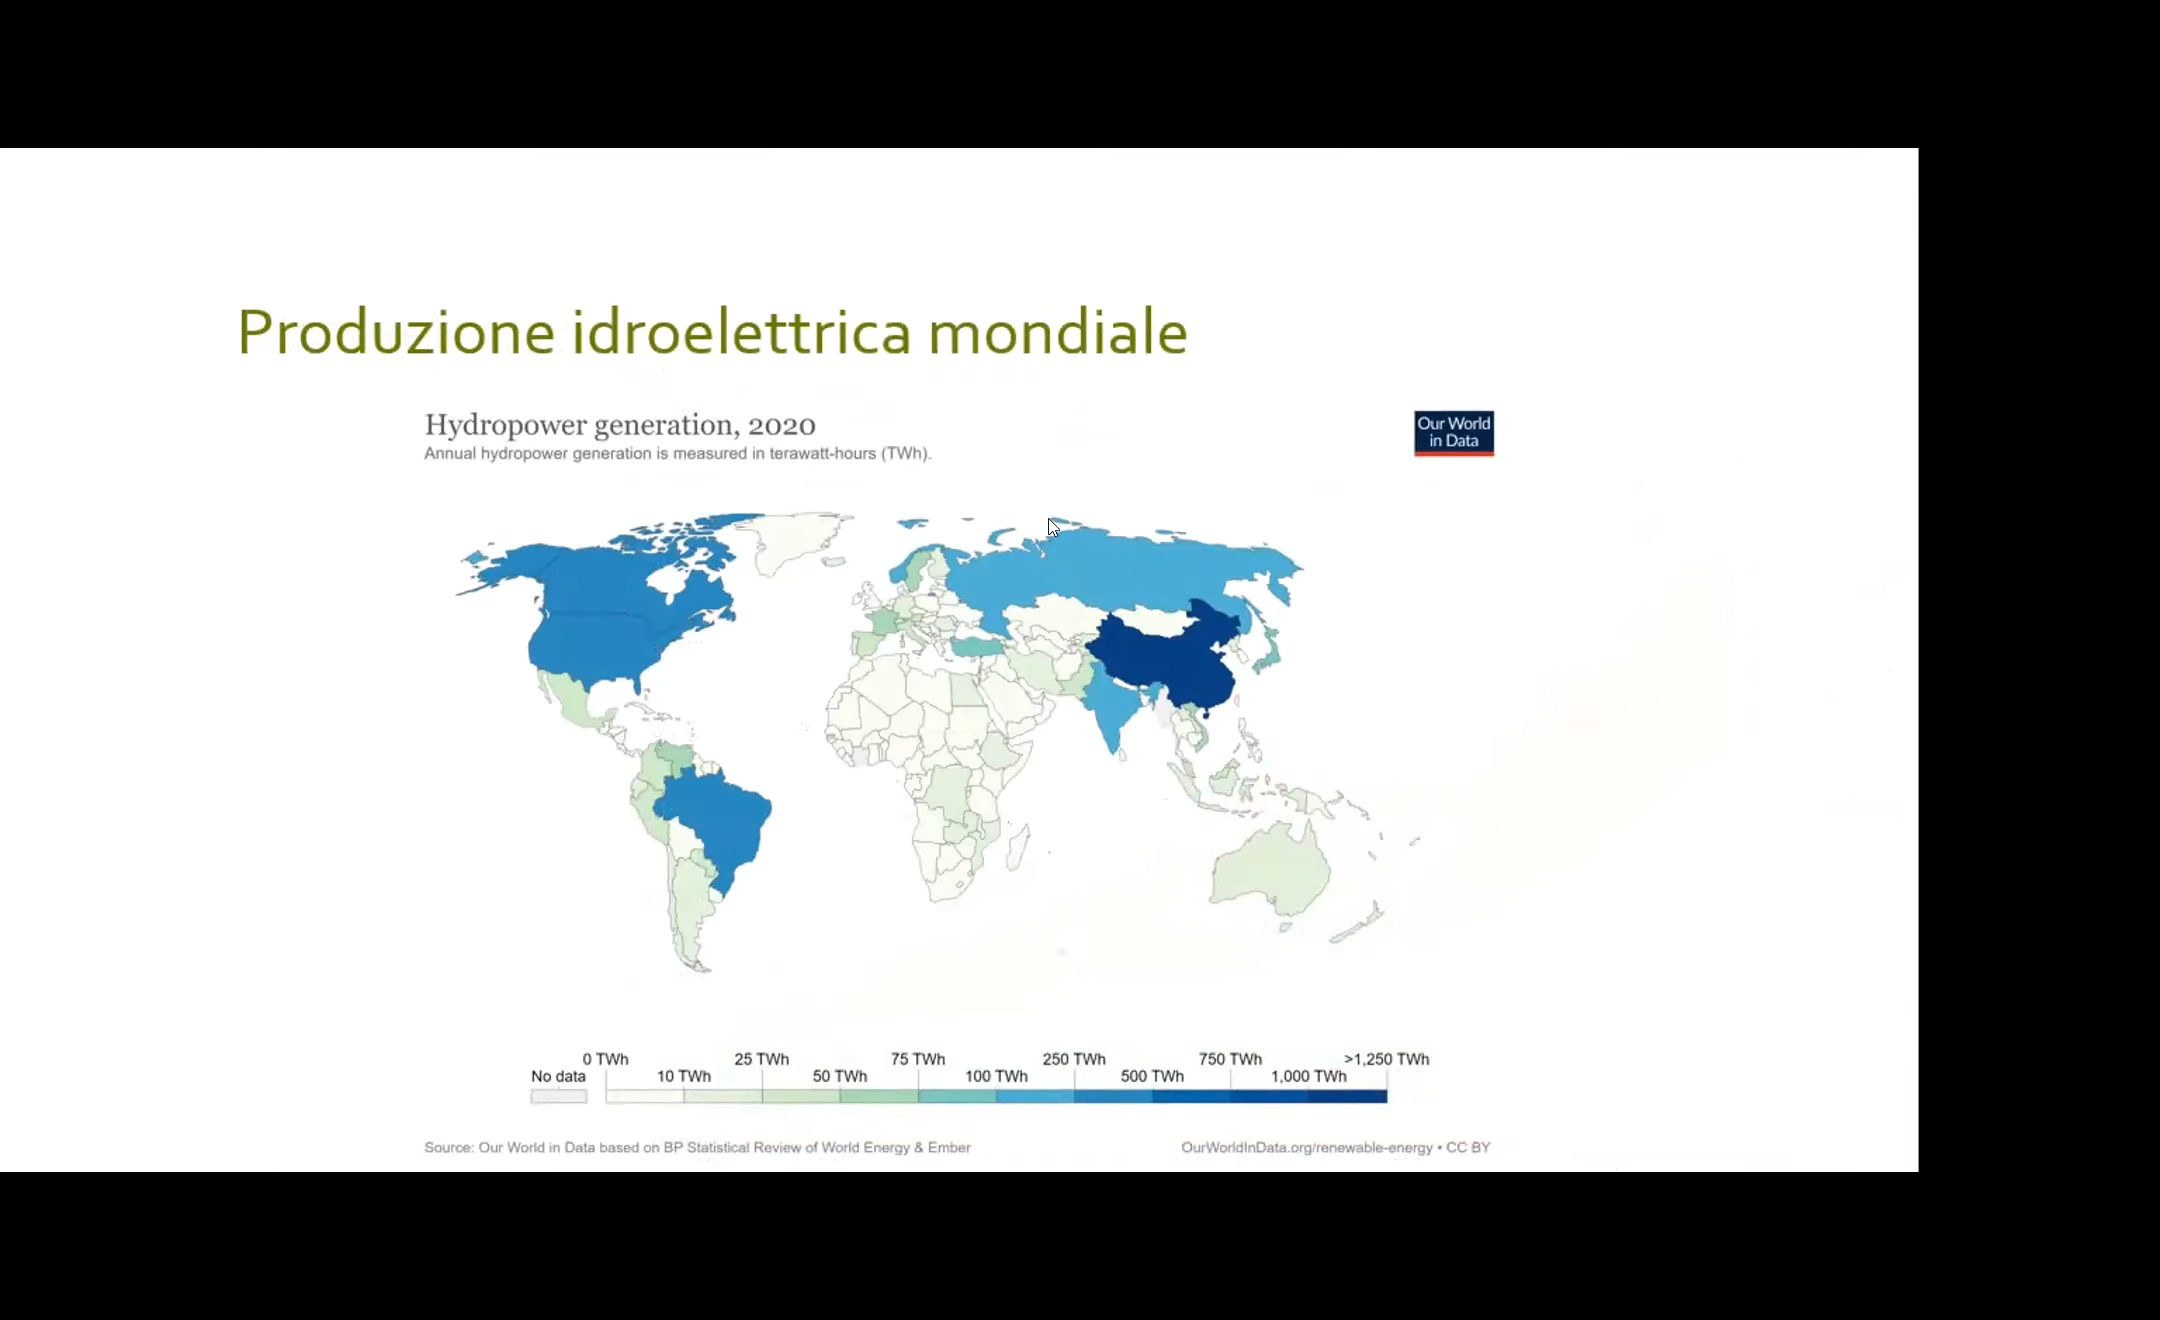 Produzione idroelettrica mondiale
Hydropower generation, 2020
Annual hydropower generation is measured in terawatt-hours (TWh).
Our World
in Data
0 TWh 25 TWh 75 TWh 250 TWh 750 TWh >1,250 TWh
No data 10 TWh 50 TWh 100 TWh 500 TWh 1,000 TWh
Source: Our World in Data based on BP Statistical Review of World Energy & Ember
OurWorldInData.org/renewable-energy • CC BY